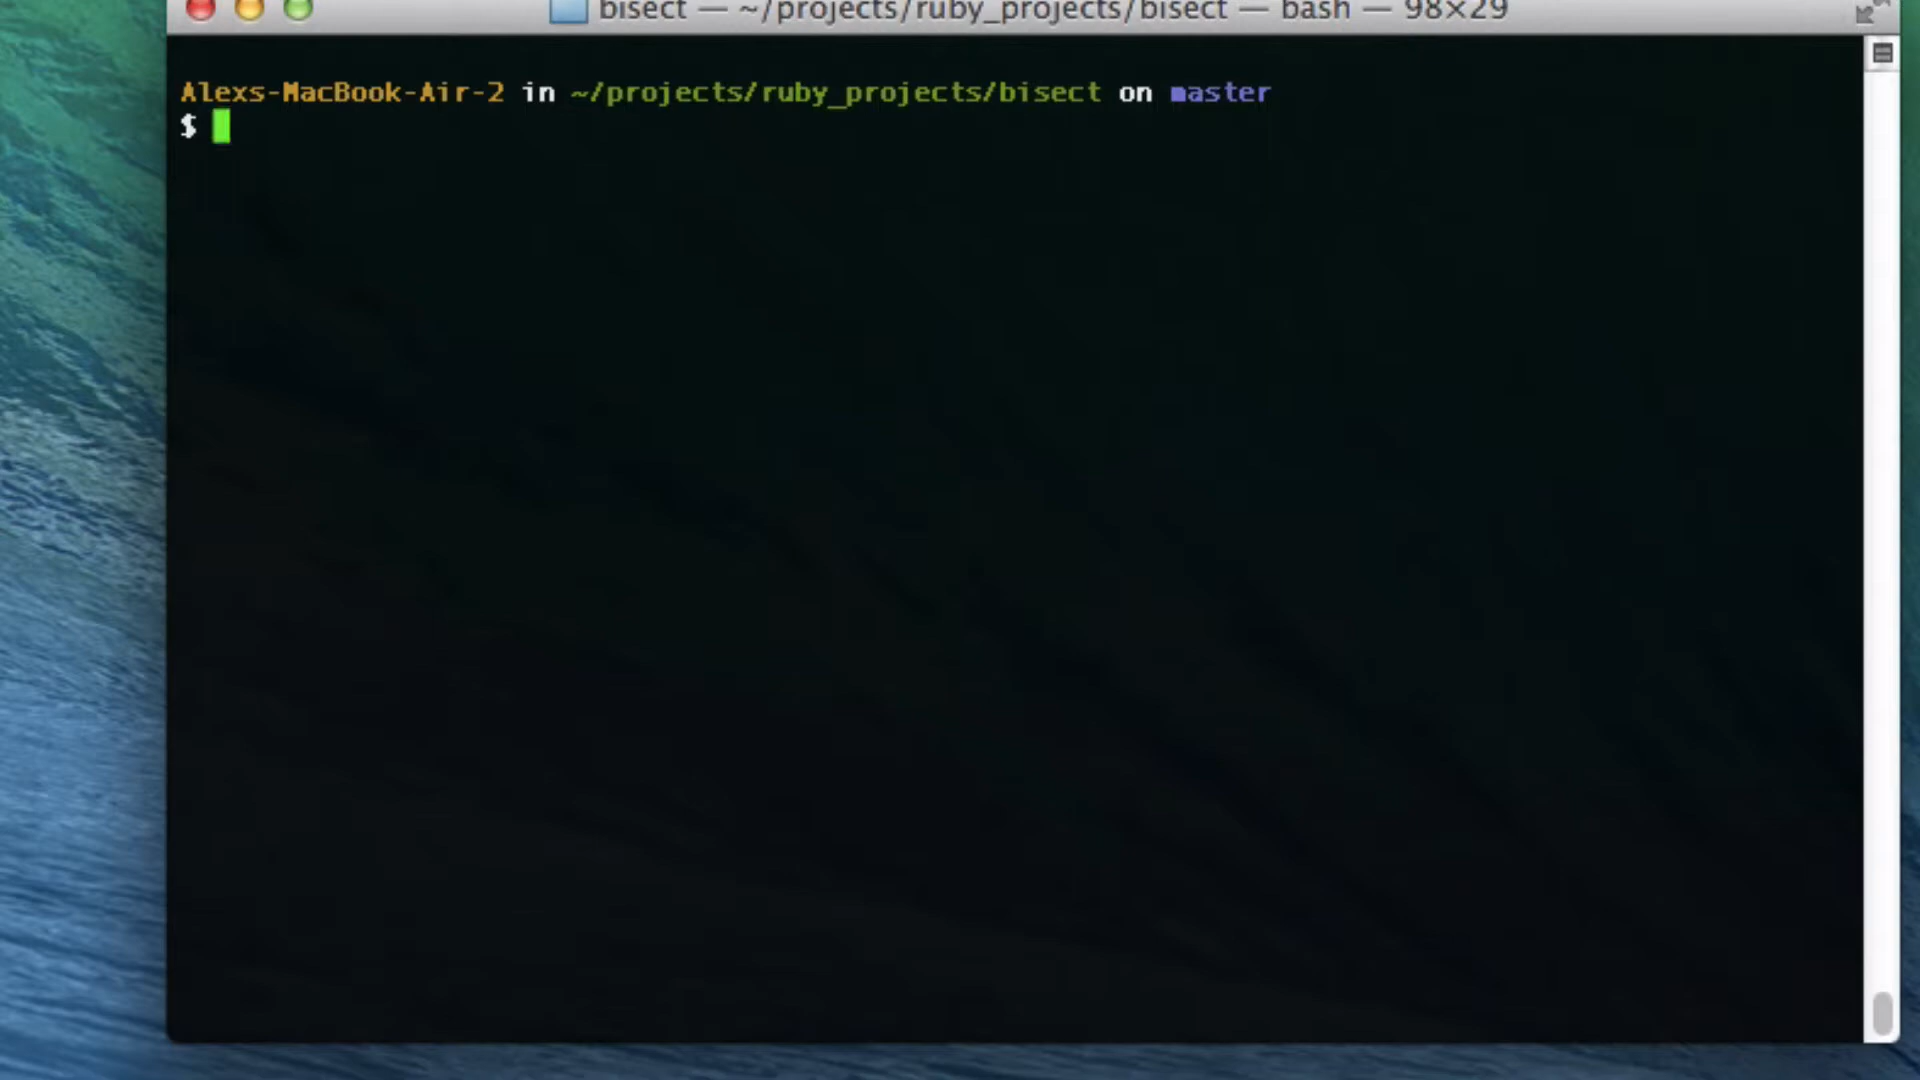 bisect — ~/projects/ruby_projects/bisect — bash — 98×29
Alexs-MacBook-Air-2 in ~/projects/ruby_projects/bisect on master
$